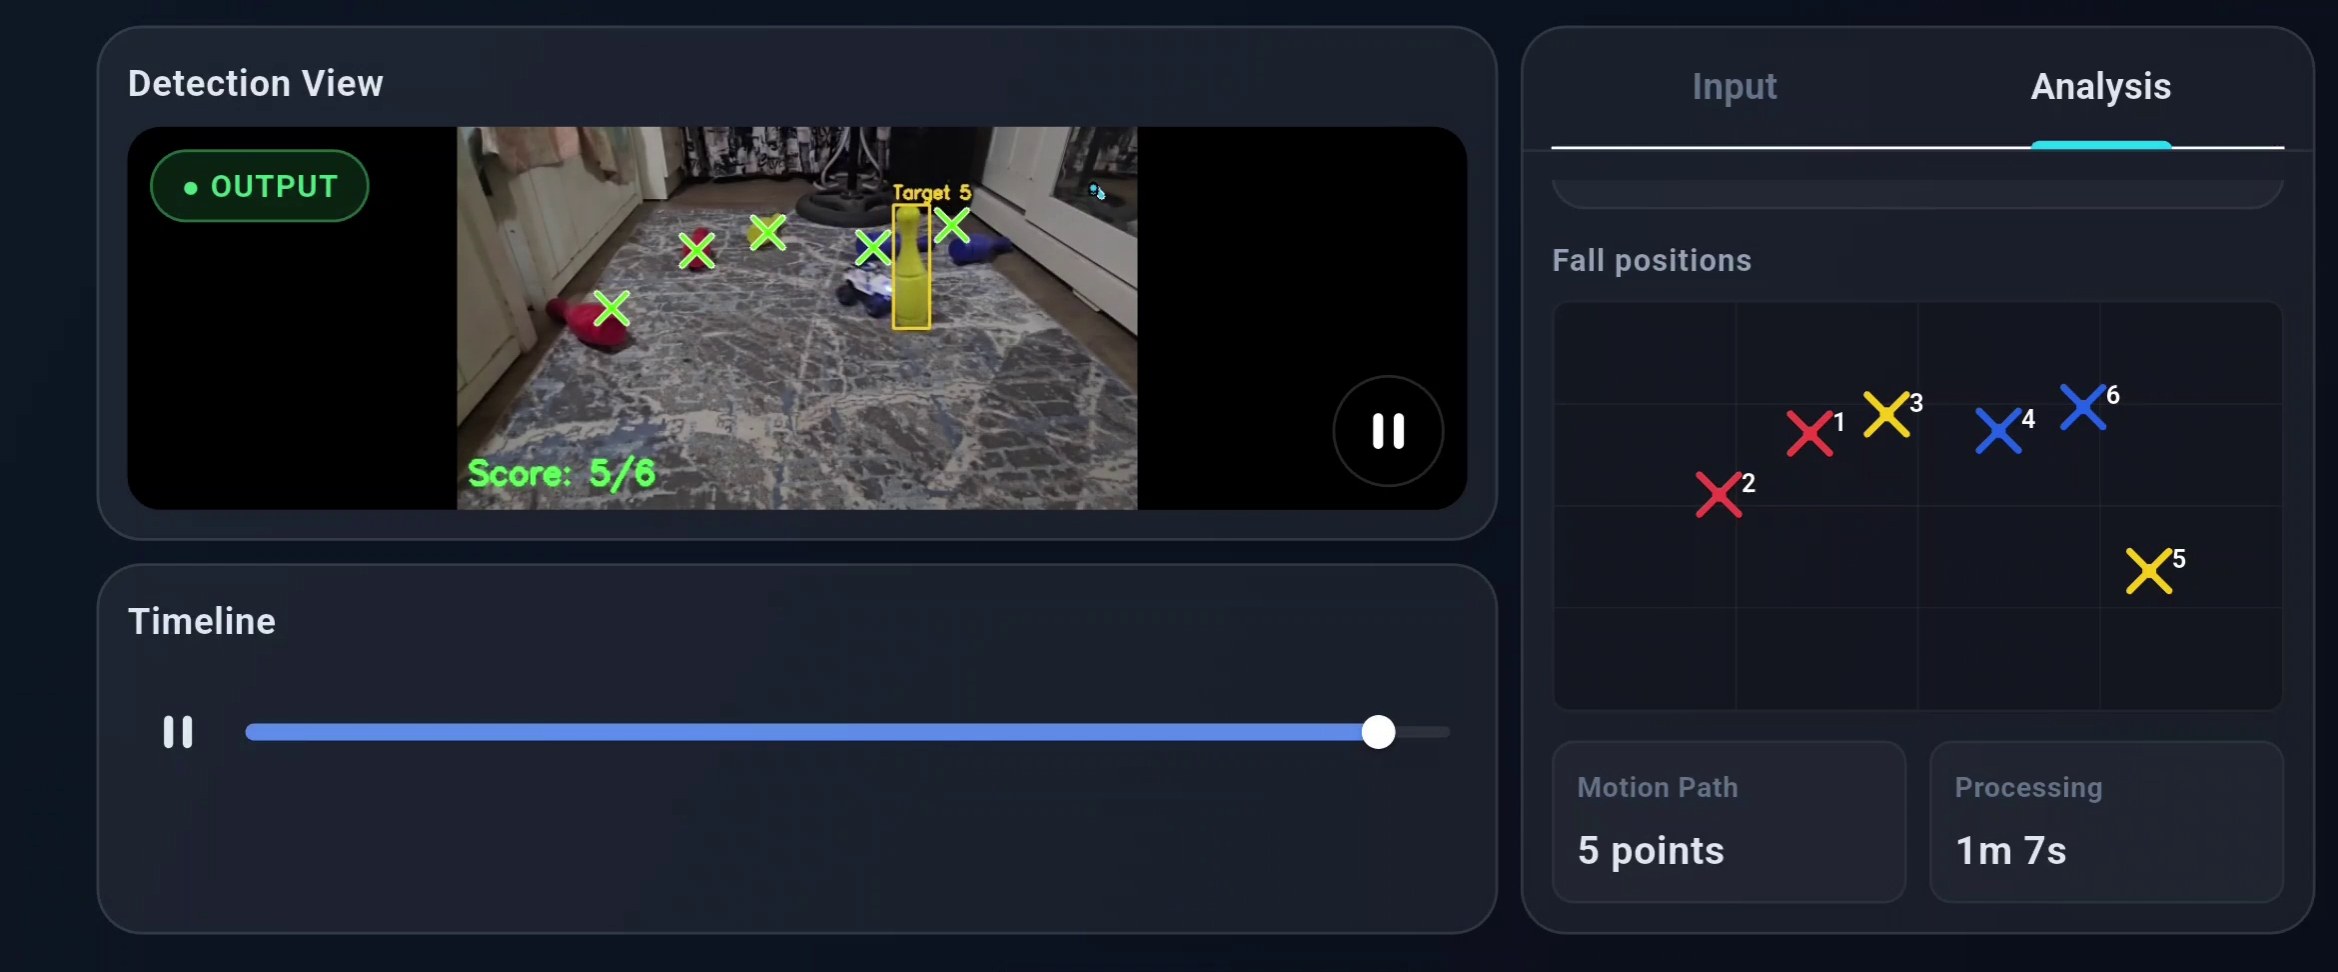 Detection View
OUTPUT
Target 5
Score: 5/6
Timeline
Input
Analysis
Fall positions
1
2
3
4
5
6
Motion Path
5 points
Processing
1m 7s